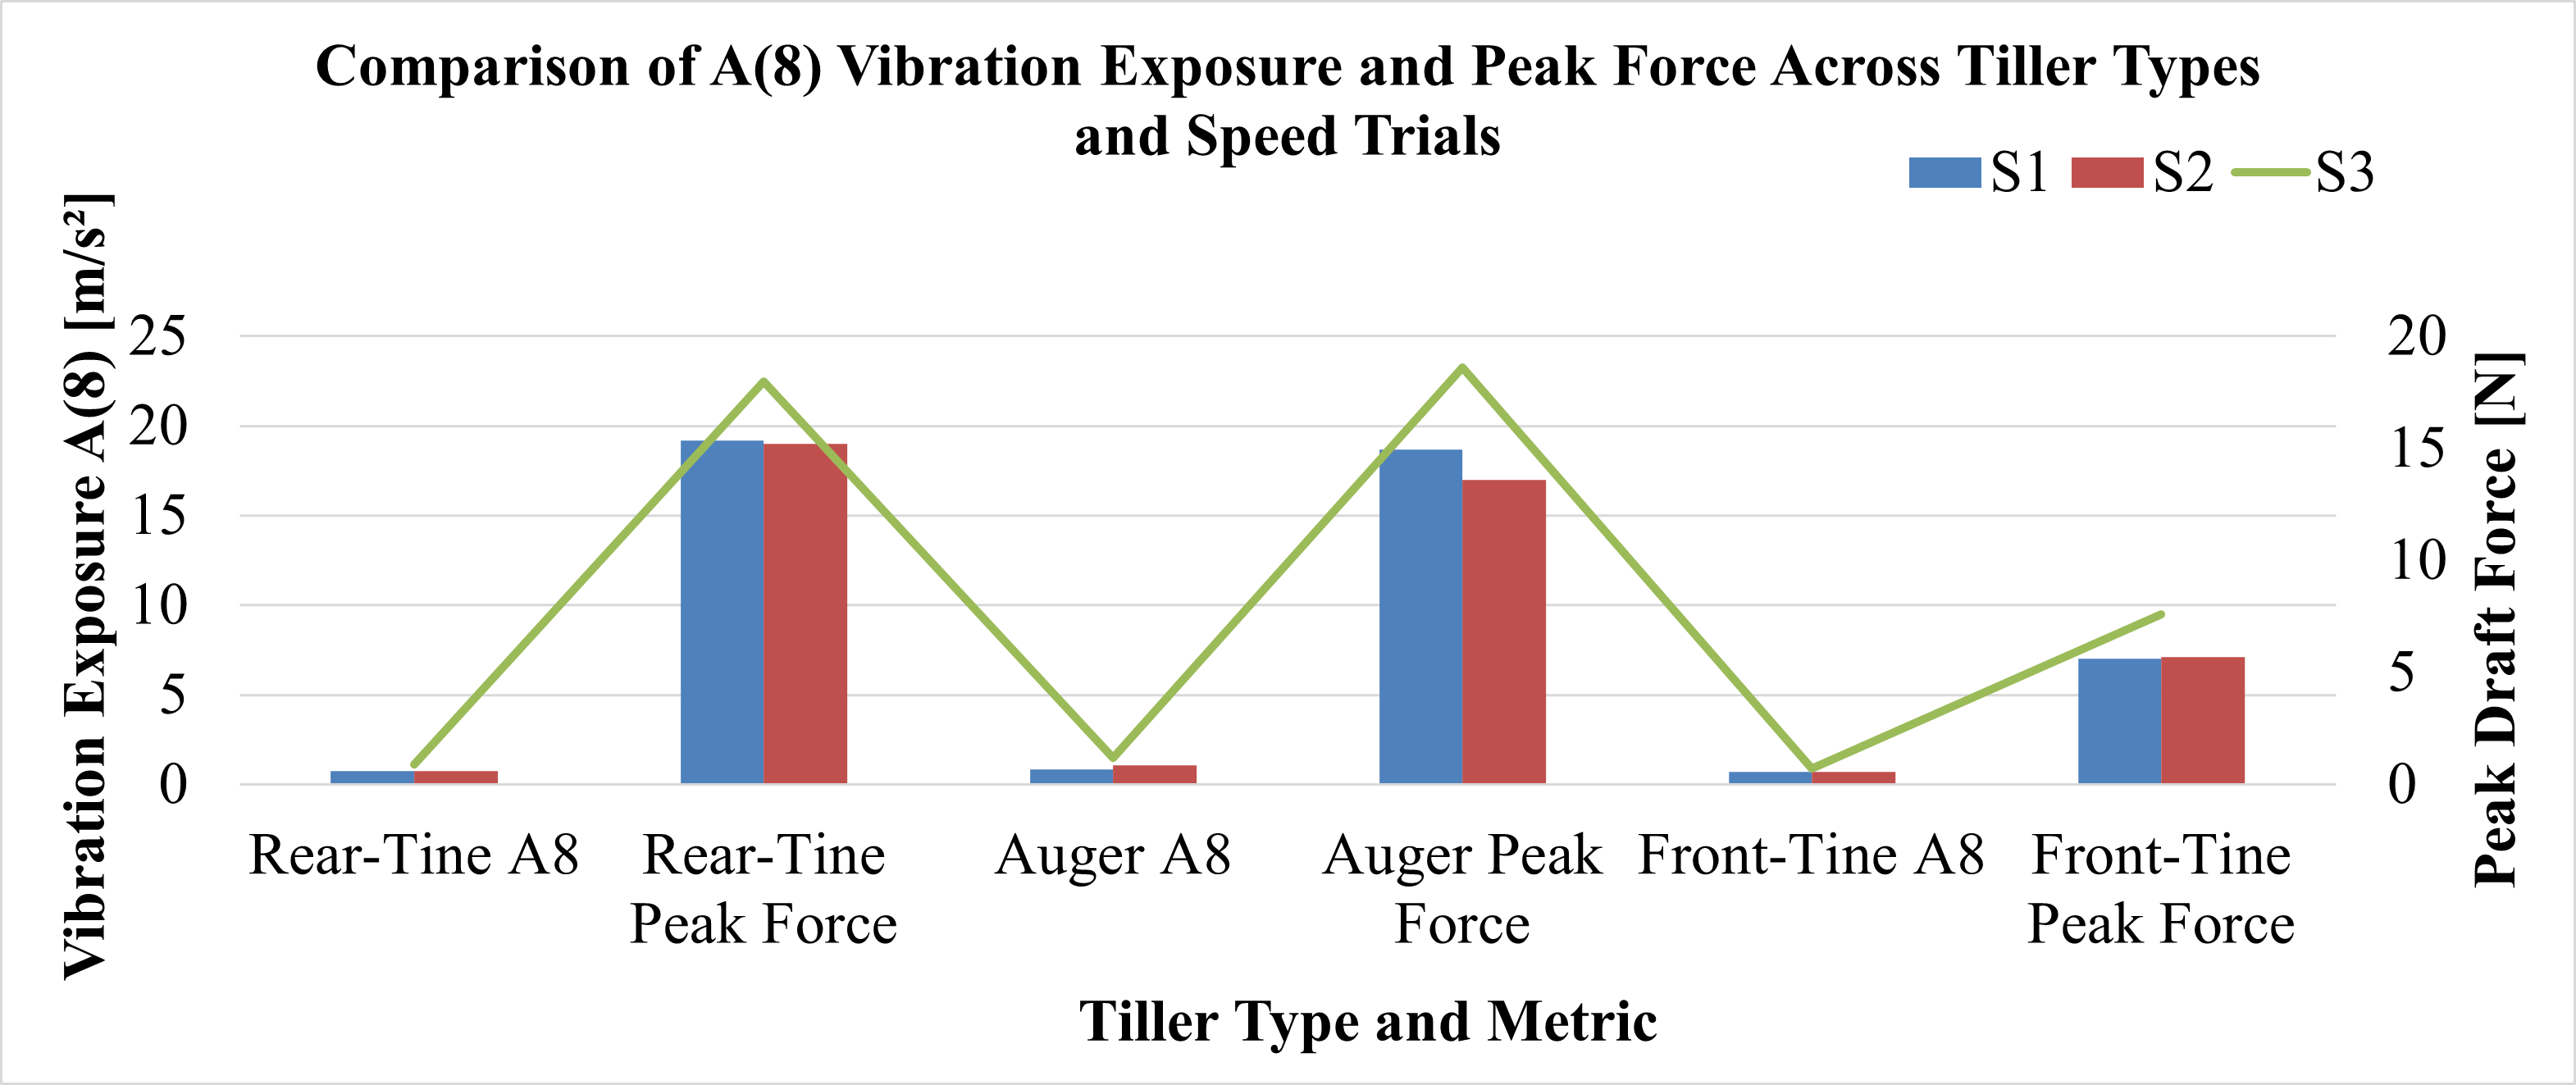 Comparison of A(8) Vibration Exposure and Peak Force Across Tiller Types
and Speed Trials
S1 S2 S3
Vibration Exposure A(8) [m/s²]
25
20
15
10
5
0
20
15
10
5
0
Peak Draft Force [N]
Rear-Tine A8
Rear-Tine
Peak Force
Auger A8
Auger Peak
Force
Front-Tine A8
Front-Tine
Peak Force
Tiller Type and Metric